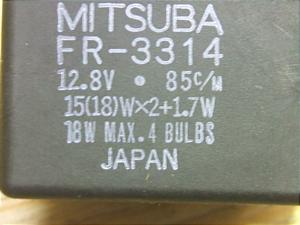 MITSUBA
FR-3314
12.8V • 85c/M
15(18)W×2+1.7W
18W MAX. 4 BULBS
JAPAN